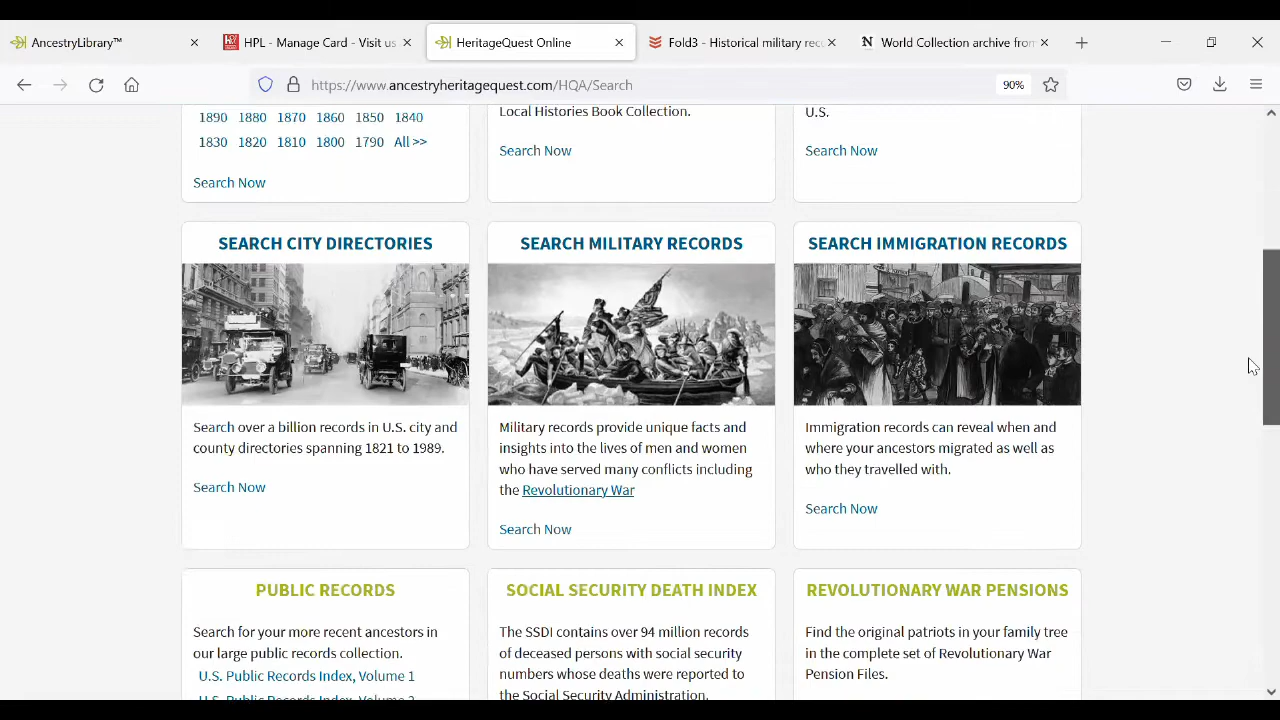 AncestryLibrary™
HPL - Manage Card - Visit us
HeritageQuest Online
Fold3 - Historical military rec
World Collection archive from
https://www.ancestryheritagequest.com/HQA/Search
90%
1890 1880 1870 1860 1850 1840
1830 1820 1810 1800 1790 All >>
Search Now
Local Histories Book Collection.
Search Now
U.S.
Search Now
SEARCH CITY DIRECTORIES
Search over a billion records in U.S. city and
county directories spanning 1821 to 1989.
Search Now
SEARCH MILITARY RECORDS
Military records provide unique facts and
insights into the lives of men and women
who have served many conflicts including
the Revolutionary War
Search Now
SEARCH IMMIGRATION RECORDS
Immigration records can reveal when and
where your ancestors migrated as well as
who they travelled with.
Search Now
PUBLIC RECORDS
Search for your more recent ancestors in
our large public records collection.
U.S. Public Records Index, Volume 1
U.S. Public Records Index, Volume 2
SOCIAL SECURITY DEATH INDEX
The SSDI contains over 94 million records
of deceased persons with social security
numbers whose deaths were reported to
the Social Security Administration.
REVOLUTIONARY WAR PENSIONS
Find the original patriots in your family tree
in the complete set of Revolutionary War
Pension Files.